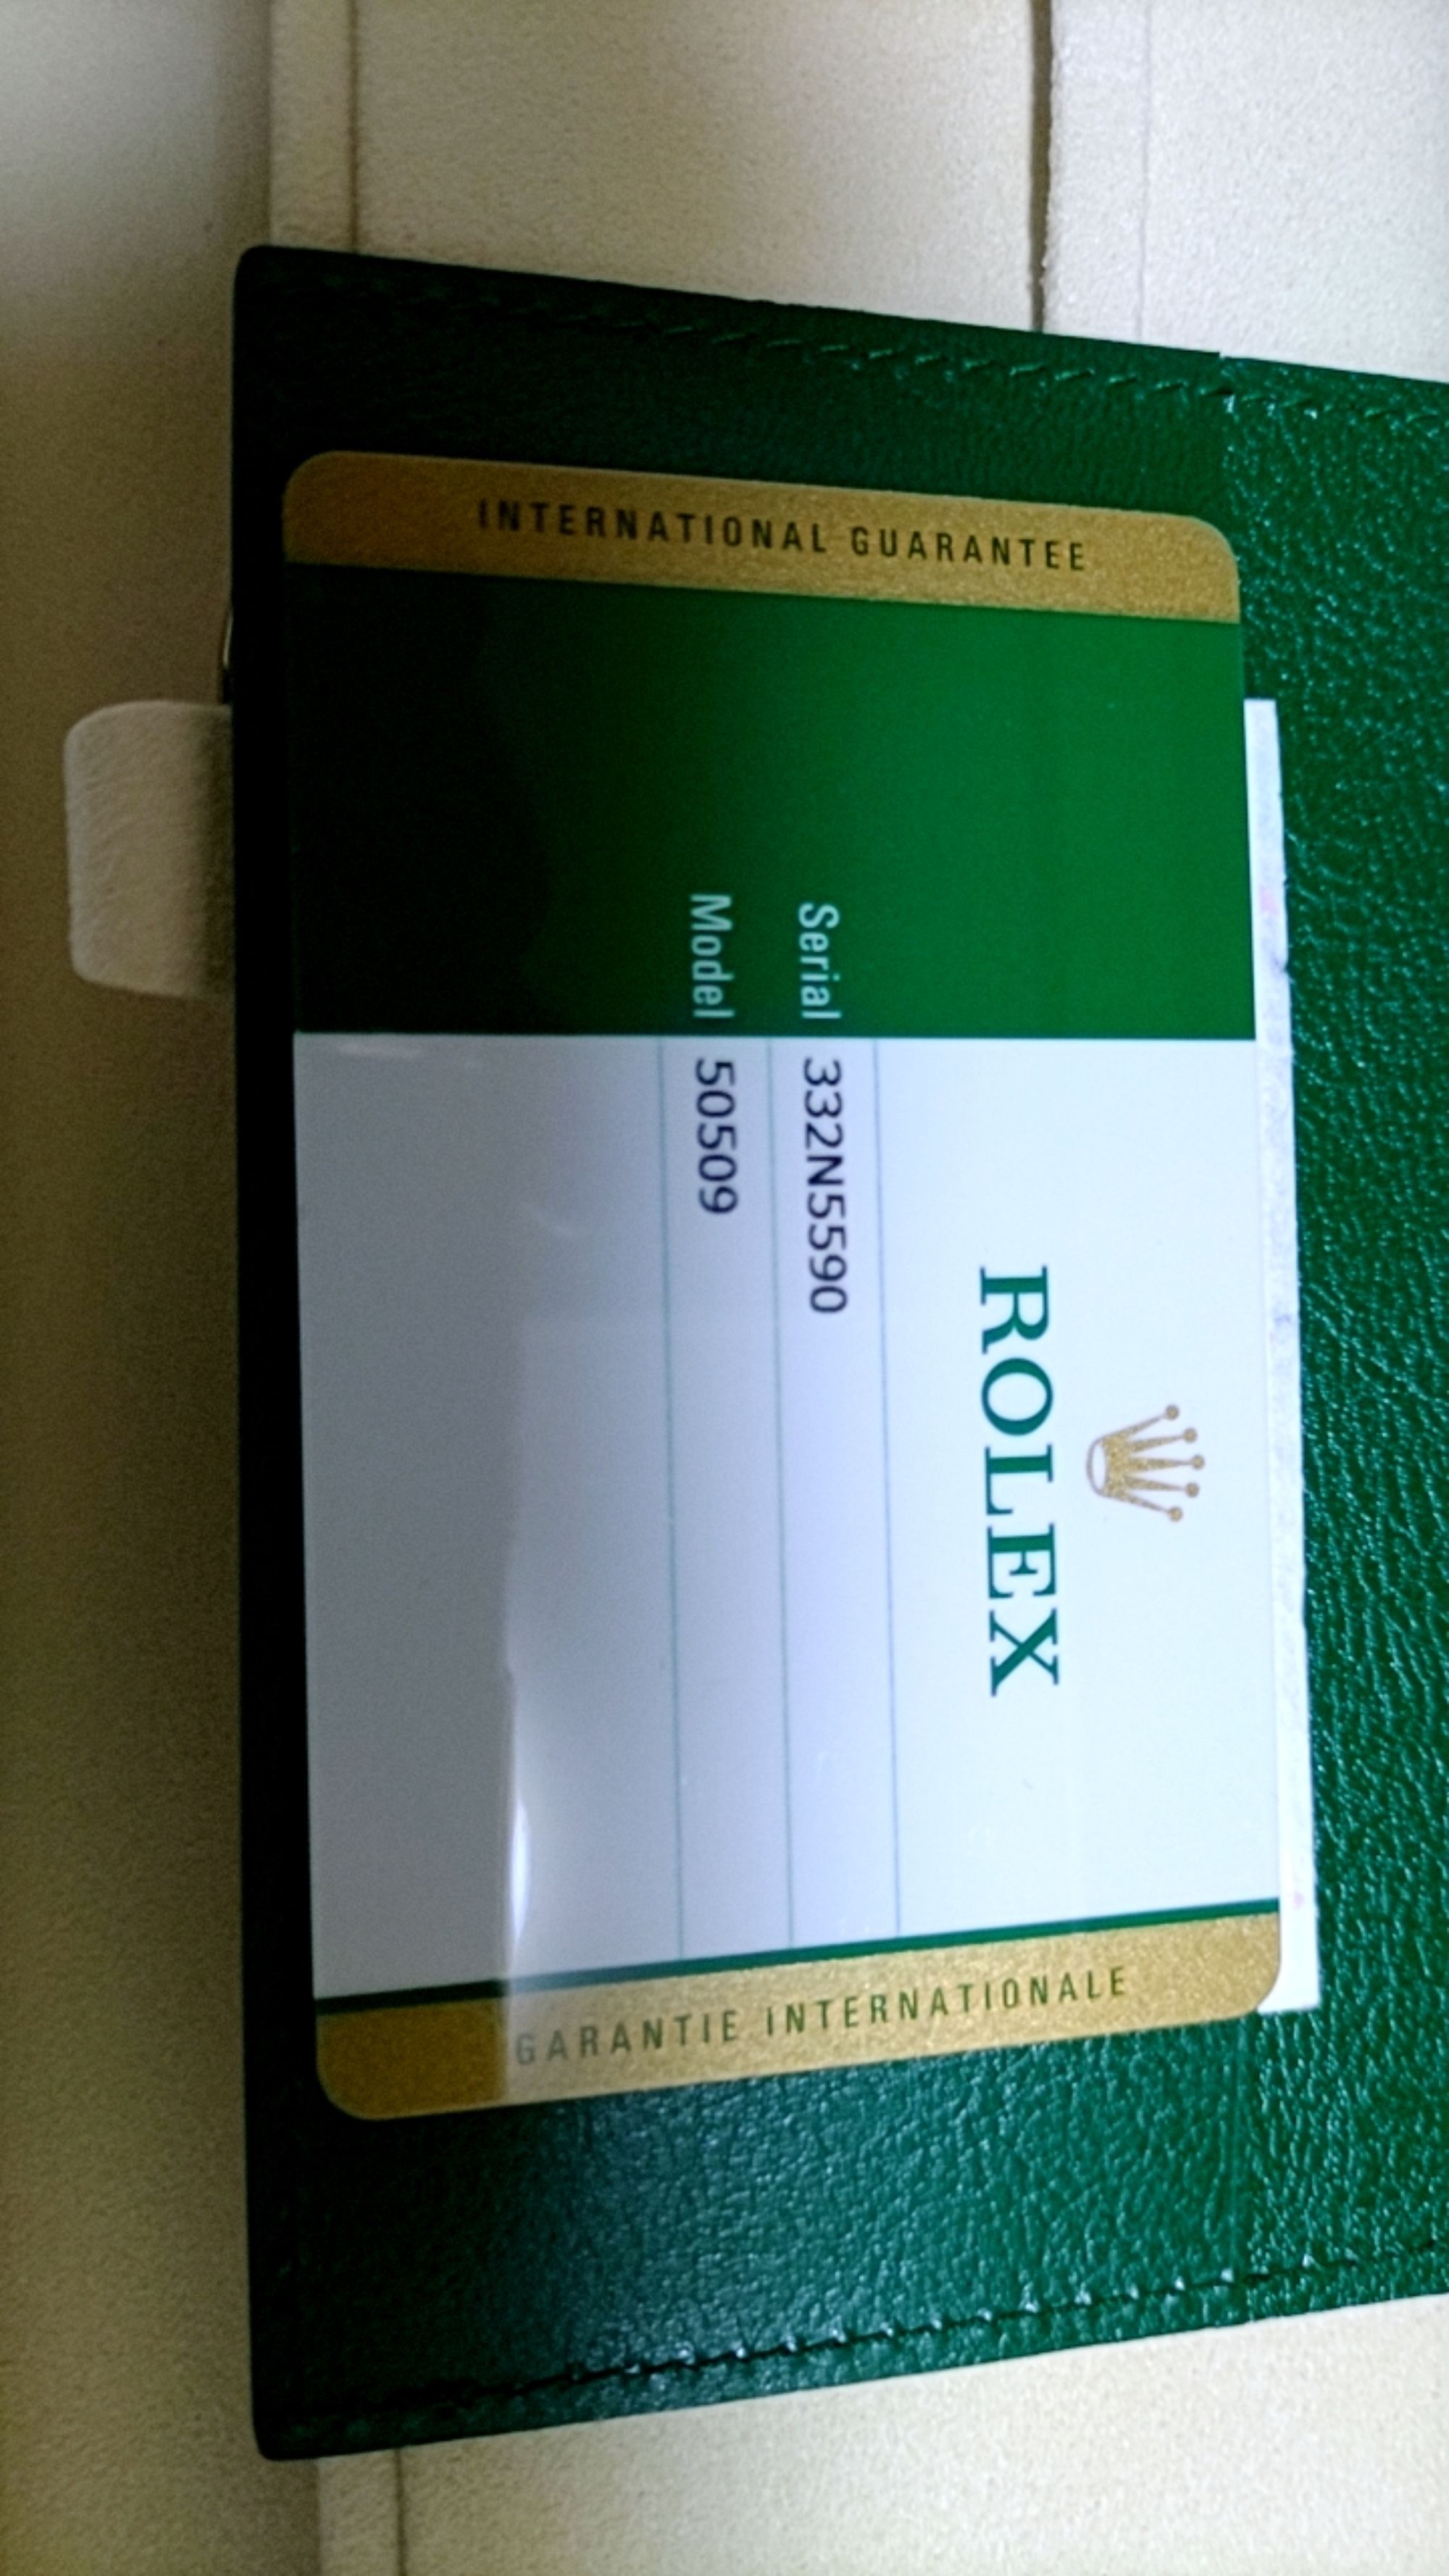 INTERNATIONAL GUARANTEE
ROLEX
Serial 332N5590
Model 50509
GARANTIE INTERNATIONALE